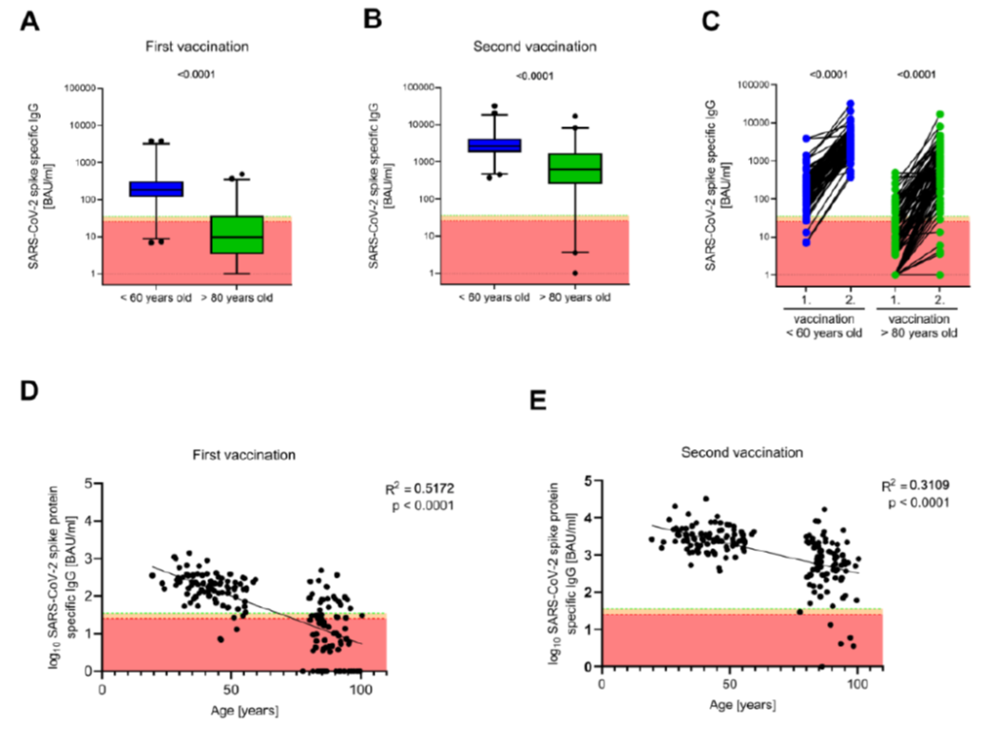 A
First vaccination
<0.0001
SARS-CoV-2 spike specific IgG
[BAU/ml]
100000
10000
1000
100
10
1
< 60 years old
> 80 years old
B
Second vaccination
<0.0001
SARS-CoV-2 spike specific IgG
[BAU/ml]
100000
10000
1000
100
10
1
< 60 years old
> 80 years old
C
<0.0001
<0.0001
SARS-CoV-2 spike specific IgG
[BAU/ml]
100000
10000
1000
100
10
1
1. 2. 1. 2.
vaccination
< 60 years old
vaccination
> 80 years old
D
First vaccination
R² = 0.5172
p < 0.0001
log₁₀ SARS-CoV-2 spike protein
specific IgG [BAU/ml]
5
4
3
2
1
0
0 50 100
Age [years]
E
Second vaccination
R² = 0.3109
p < 0.0001
log₁₀ SARS-CoV-2 spike protein
specific IgG [BAU/ml]
5
4
3
2
1
0
0 50 100
Age [years]